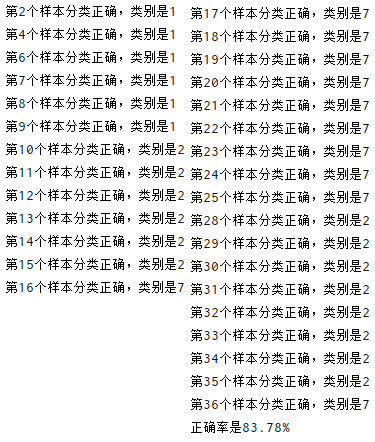 第2个样本分类正确，类别是1
第4个样本分类正确，类别是1
第6个样本分类正确，类别是1
第7个样本分类正确，类别是1
第8个样本分类正确，类别是1
第9个样本分类正确，类别是1
第10个样本分类正确，类别是2
第11个样本分类正确，类别是2
第12个样本分类正确，类别是2
第13个样本分类正确，类别是2
第14个样本分类正确，类别是2
第15个样本分类正确，类别是2
第16个样本分类正确，类别是7
第17个样本分类正确，类别是7
第18个样本分类正确，类别是7
第19个样本分类正确，类别是7
第20个样本分类正确，类别是7
第21个样本分类正确，类别是7
第22个样本分类正确，类别是7
第23个样本分类正确，类别是7
第24个样本分类正确，类别是7
第25个样本分类正确，类别是7
第28个样本分类正确，类别是2
第29个样本分类正确，类别是2
第30个样本分类正确，类别是2
第31个样本分类正确，类别是2
第32个样本分类正确，类别是2
第33个样本分类正确，类别是2
第34个样本分类正确，类别是2
第35个样本分类正确，类别是2
第36个样本分类正确，类别是7
正确率是83.78%